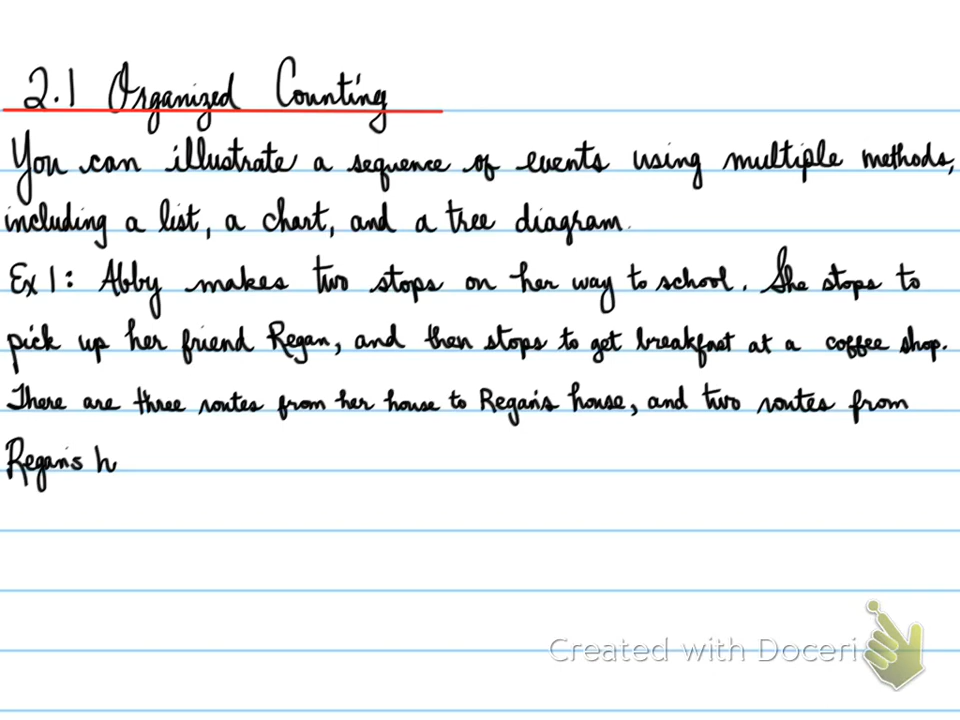 2.1 Organized Counting
You can illustrate a sequence of events using multiple methods,
including a list, a chart, and a tree diagram.
Ex 1: Abby makes two stops on her way to school. She stops to
pick up her friend Regan, and then stops to get breakfast at a coffee shop.
There are three routes from her house to Regan's house, and two routes from
Regan's h
Created with Doceri